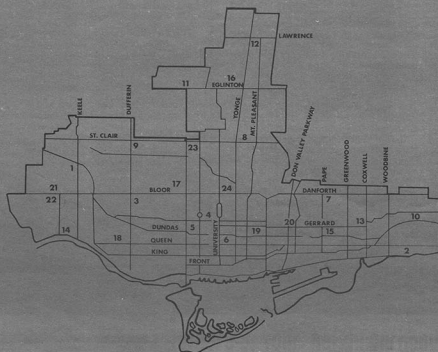 LAWRENCE
12
16
11
EGLINTON
KEELE
DUFFERIN
YONGE
MT. PLEASANT
DON VALLEY PARKWAY
ST. CLAIR
9
23
8
PAPE
GREENWOOD
COXWELL
WOODBINE
1
21
BLOOR
17
24
DANFORTH
22
3
7
4
DUNDAS
5
UNIVERSITY
20
GERRARD
13
10
14
18
QUEEN
6
19
15
KING
2
FRONT